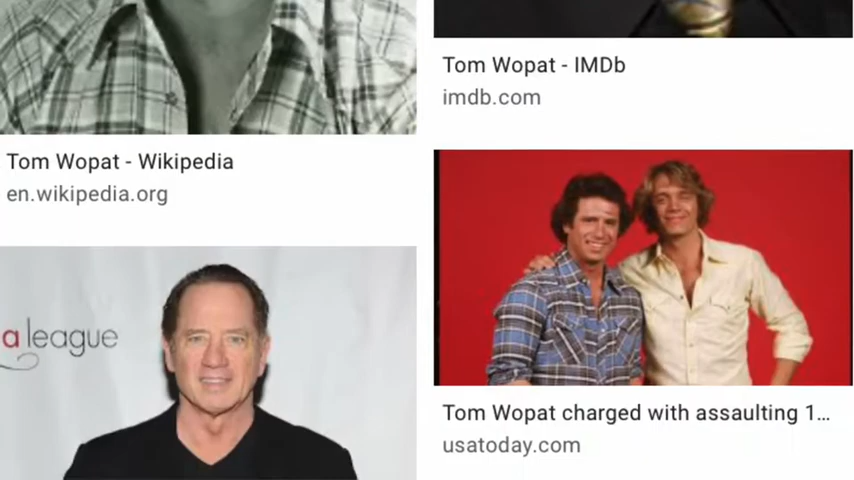 Tom Wopat - Wikipedia
en.wikipedia.org
a league
Tom Wopat - IMDb
imdb.com
Tom Wopat charged with assaulting 1...
usatoday.com